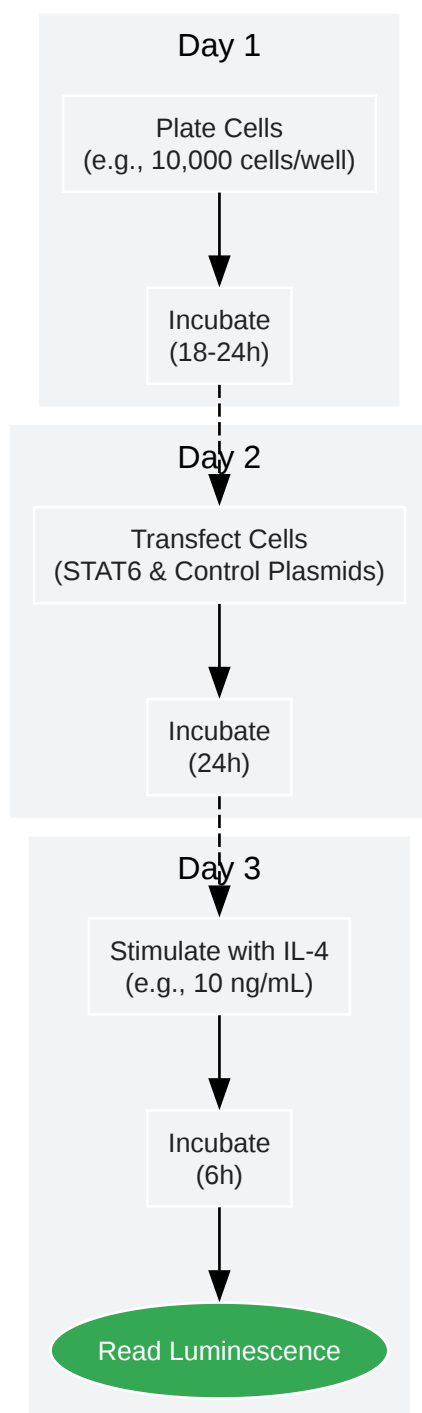 Day 1
Plate Cells
(e.g., 10,000 cells/well)
Incubate
(18-24h)
Day 2
Transfect Cells
(STAT6 & Control Plasmids)
Incubate
(24h)
Day 3
Stimulate with IL-4
(e.g., 10 ng/mL)
Incubate
(6h)
Read Luminescence